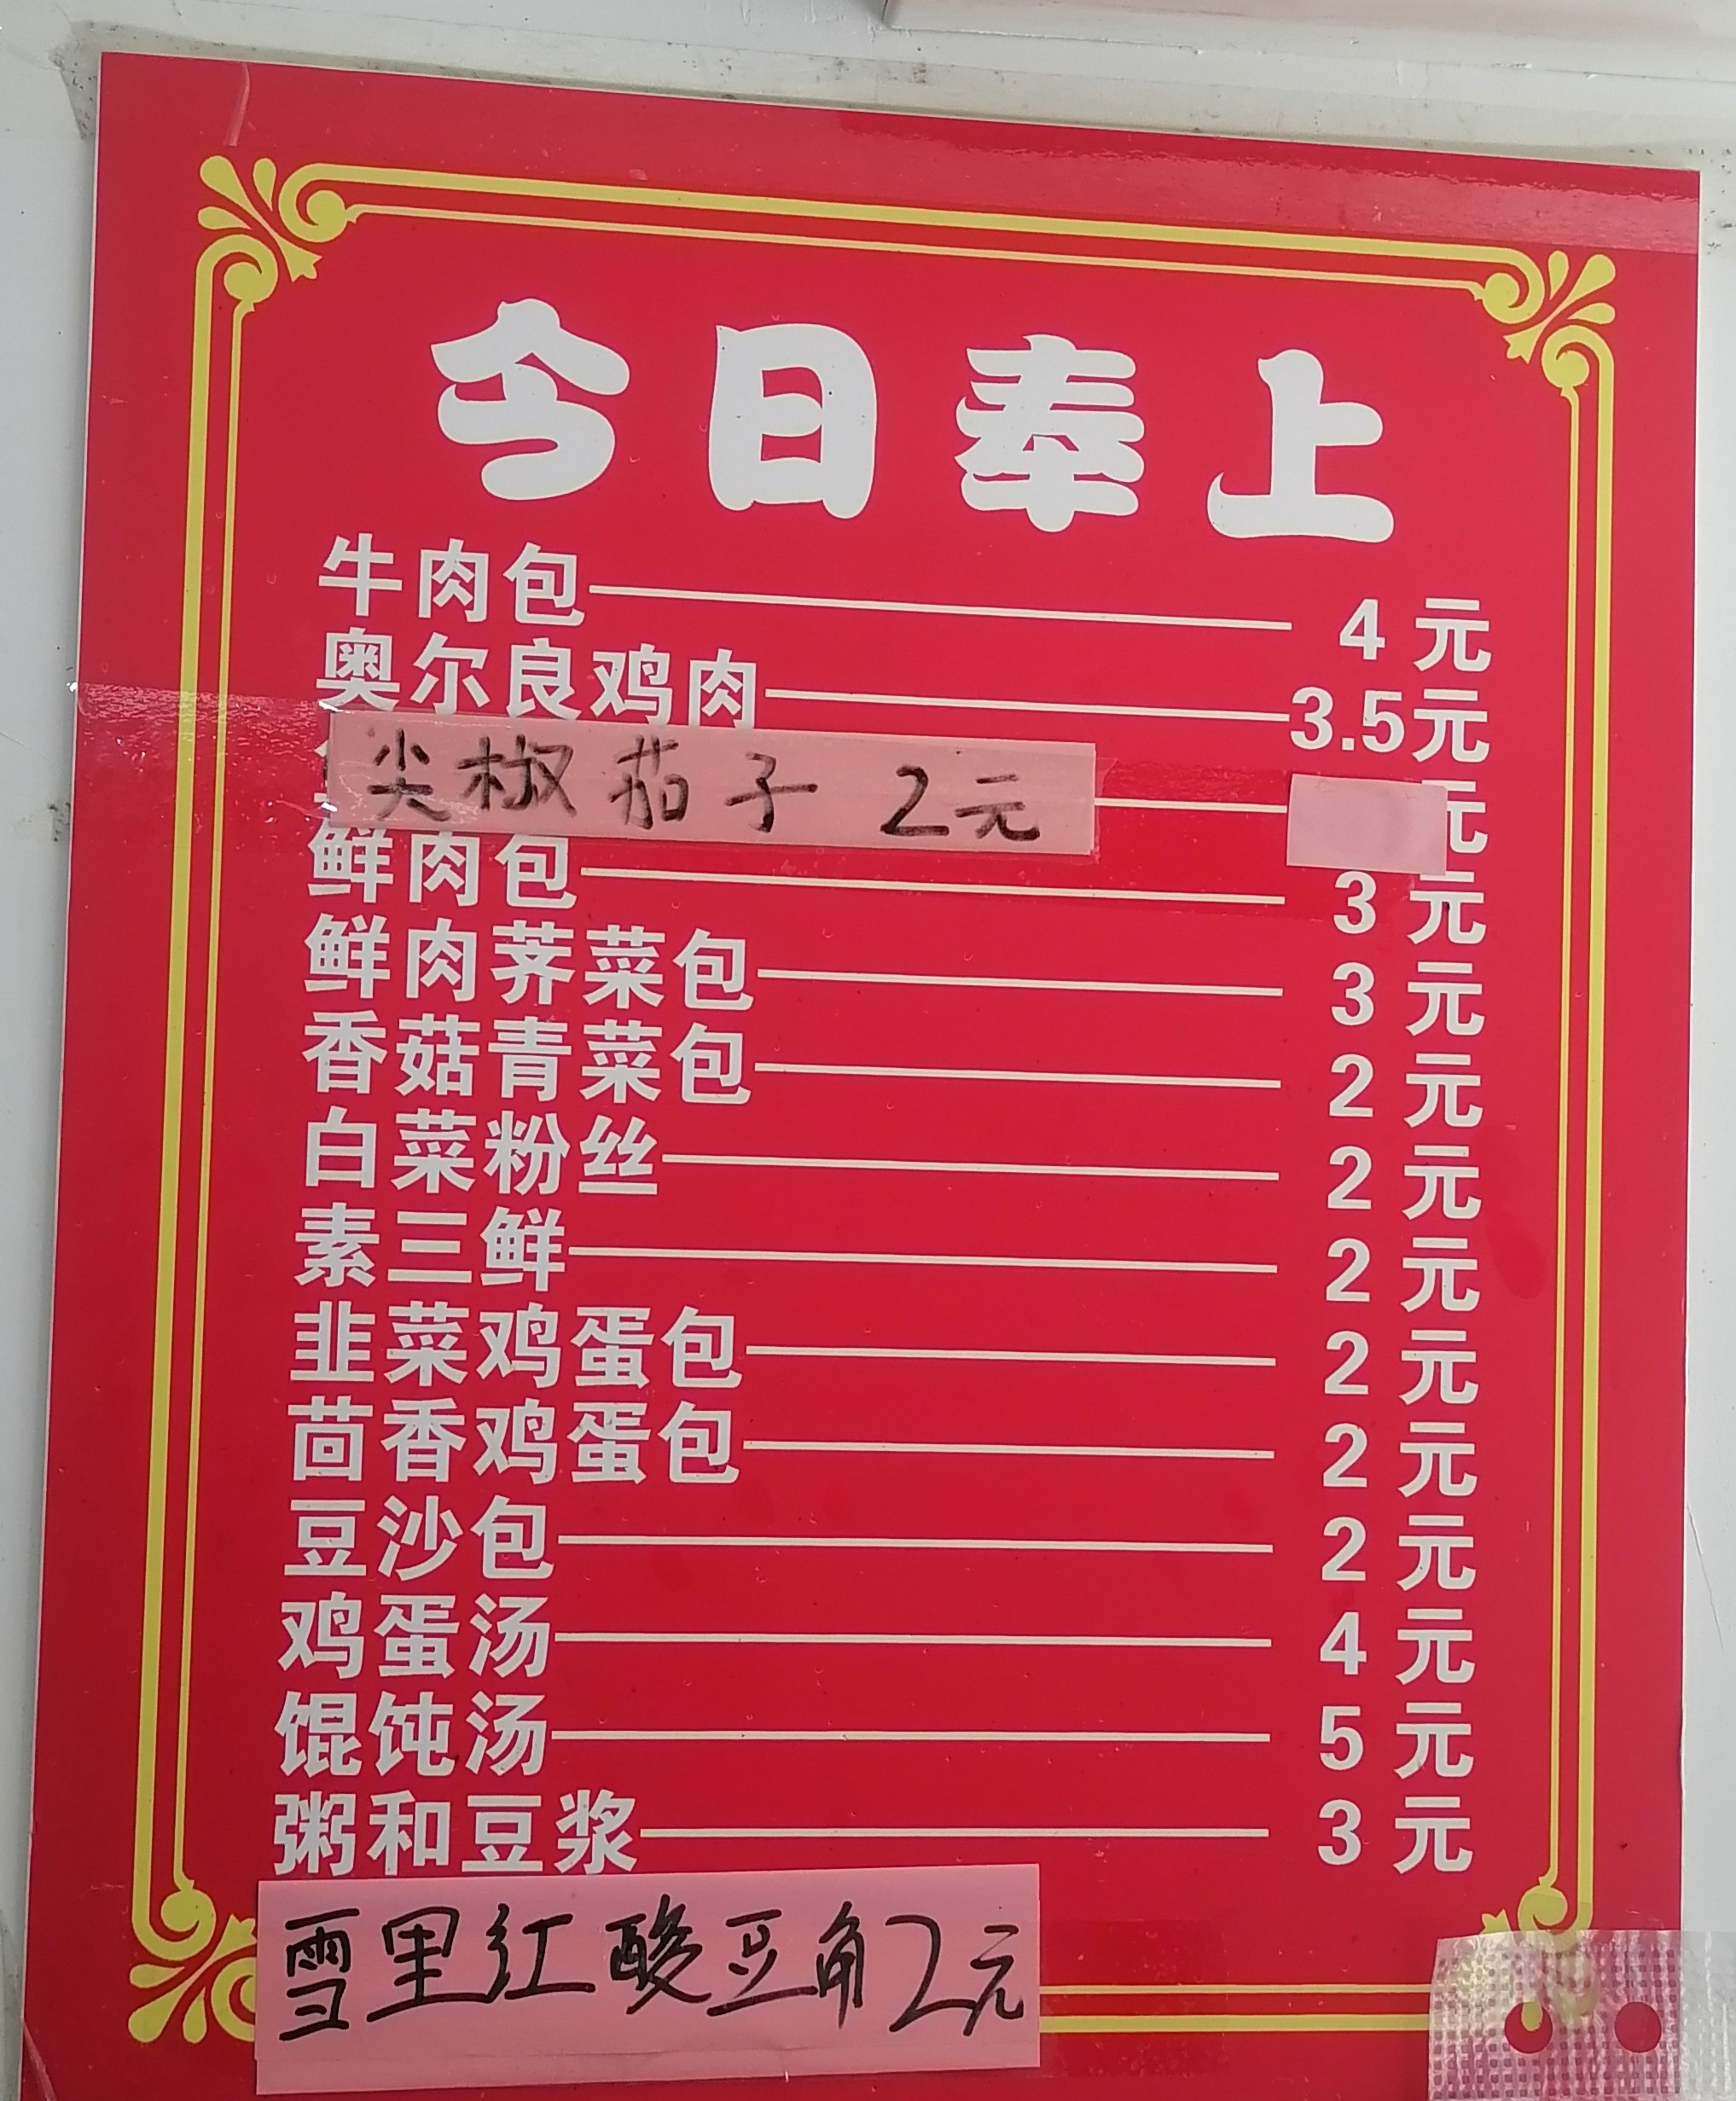 今日奉上
牛肉包 4元
奥尔良鸡肉 3.5元
尖椒茄子 2元 元
鲜肉包 3元
鲜肉荠菜包 3元
香菇青菜包 2元
白菜粉丝 2元
素三鲜 2元
韭菜鸡蛋包 2元
茴香鸡蛋包 2元
豆沙包 2元
鸡蛋汤 4元
馄饨汤 5元
粥和豆浆 3元
雪里红酸豆角2元